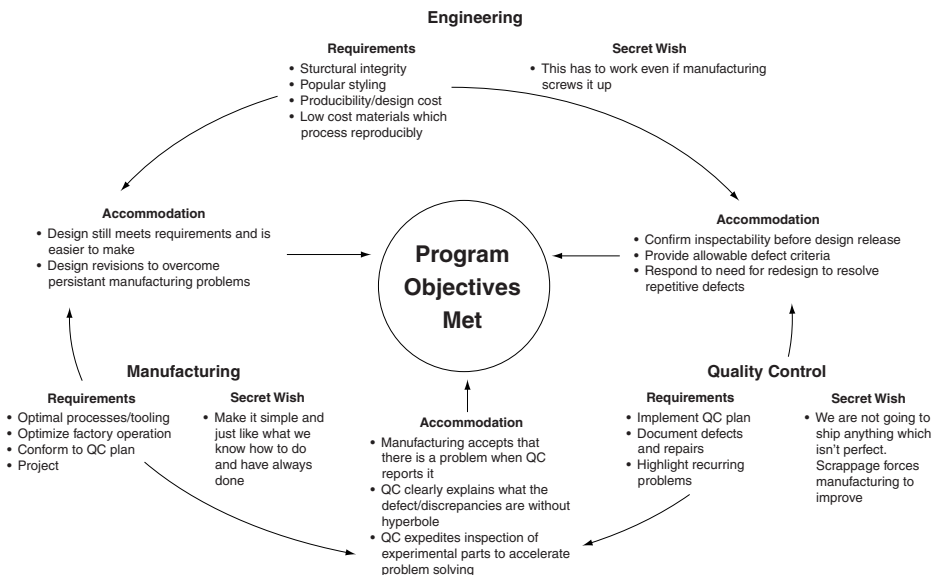 Engineering
Requirements
• Sturctural integrity
• Popular styling
• Producibility/design cost
• Low cost materials which
process reproducibly
Secret Wish
• This has to work even if manufacturing
screws it up
Accommodation
• Design still meets requirements and is
easier to make
• Design revisions to overcome
persistant manufacturing problems
Program
Objectives
Met
Accommodation
• Confirm inspectability before design release
• Provide allowable defect criteria
• Respond to need for redesign to resolve
repetitive defects
Manufacturing
Requirements
• Optimal processes/tooling
• Optimize factory operation
• Conform to QC plan
• Project
Secret Wish
• Make it simple and
just like what we
know how to do
and have always
done
Accommodation
• Manufacturing accepts that
there is a problem when QC
reports it
• QC clearly explains what the
defect/discrepancies are without
hyperbole
• QC expedites inspection of
experimental parts to accelerate
problem solving
Quality Control
Requirements
• Implement QC plan
• Document defects
and repairs
• Highlight recurring
problems
Secret Wish
• We are not going to
ship anything which
isn't perfect.
Scrappage forces
manufacturing to
improve